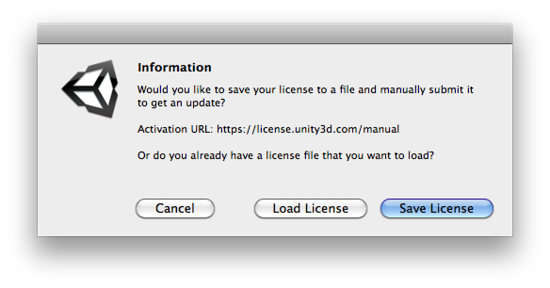 Information
Would you like to save your license to a file and manually submit it
to get an update?
Activation URL: https://license.unity3d.com/manual
Or do you already have a license file that you want to load?
Cancel Load License Save License